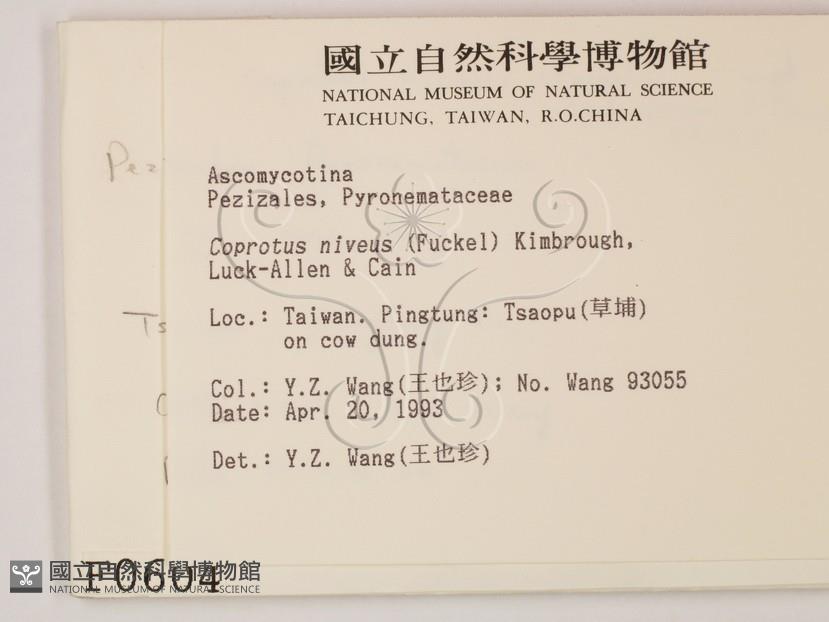 國立自然科學博物館
NATIONAL MUSEUM OF NATURAL SCIENCE
TAICHUNG, TAIWAN, R.O.CHINA
Pez
Ascomycotina
Pezizales, Pyronemataceae
Coprotus niveus (Fuckel) Kimbrough,
Luck-Allen & Cain
Ts
Loc.: Taiwan. Pingtung: Tsaopu(草埔)
on cow dung.
Col.: Y.Z. Wang(王也珍); No. Wang 93055
Date: Apr. 20, 1993
Det.: Y.Z. Wang(王也珍)
F0604
國立自然科學博物館
NATIONAL MUSEUM OF NATURAL SCIENCE